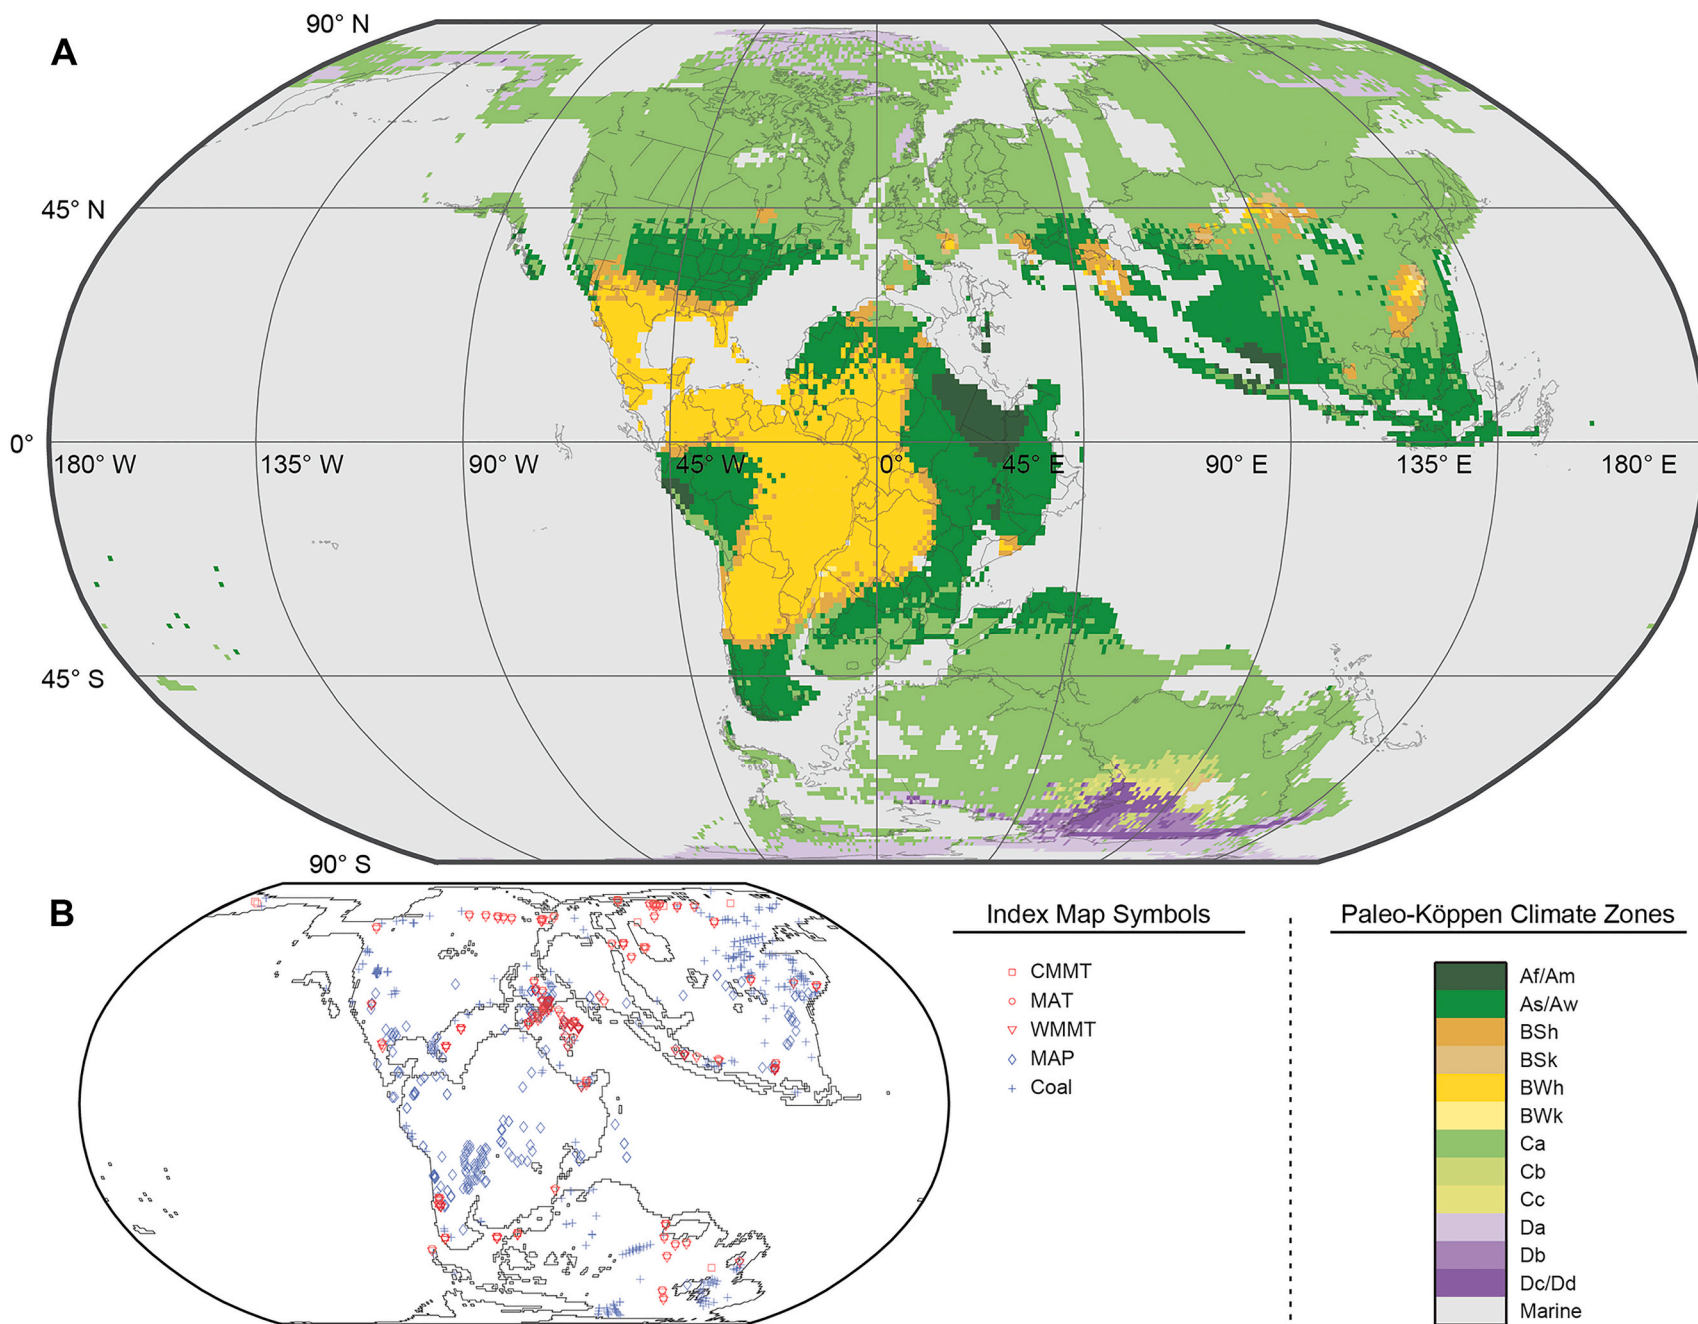 A
90° N
45° N
0°
180° W
135° W
90° W
45° W
0°
45° E
90° E
135° E
180° E
45° S
90° S
B
Index Map Symbols
CMMT
MAT
WMMT
MAP
Coal
Paleo-Köppen Climate Zones
Af/Am
As/Aw
BSh
BSk
BWh
BWk
Ca
Cb
Cc
Da
Db
Dc/Dd
Marine